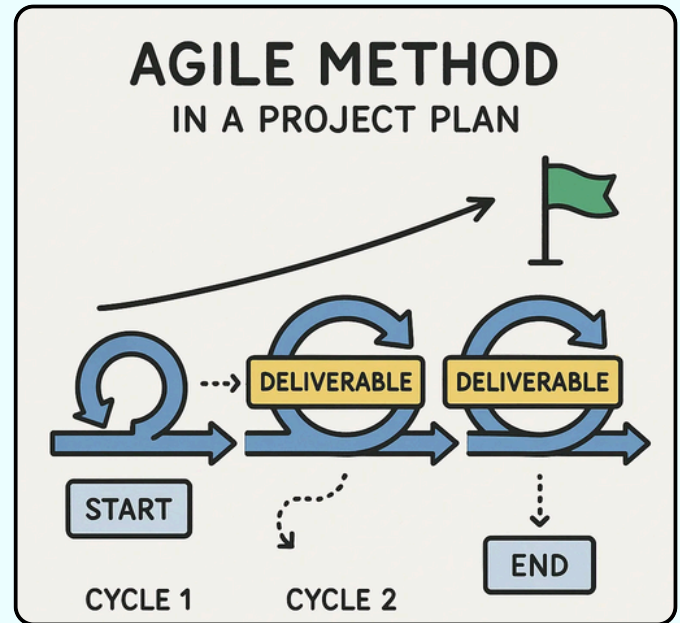 AGILE METHOD
IN A PROJECT PLAN
DELIVERABLE
DELIVERABLE
START
END
CYCLE 1
CYCLE 2